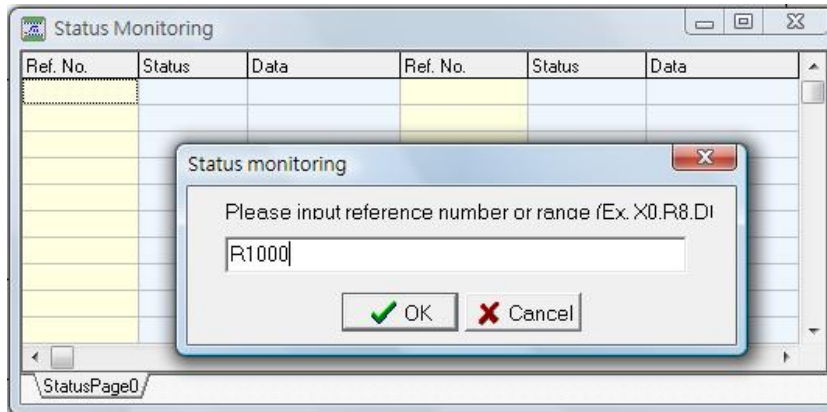 Status Monitoring
Ref. No. Status Data Ref. No. Status Data
Status monitoring
Please input reference number or range (Ex. X0.R8.D(
R1000
OK Cancel
StatusPage0